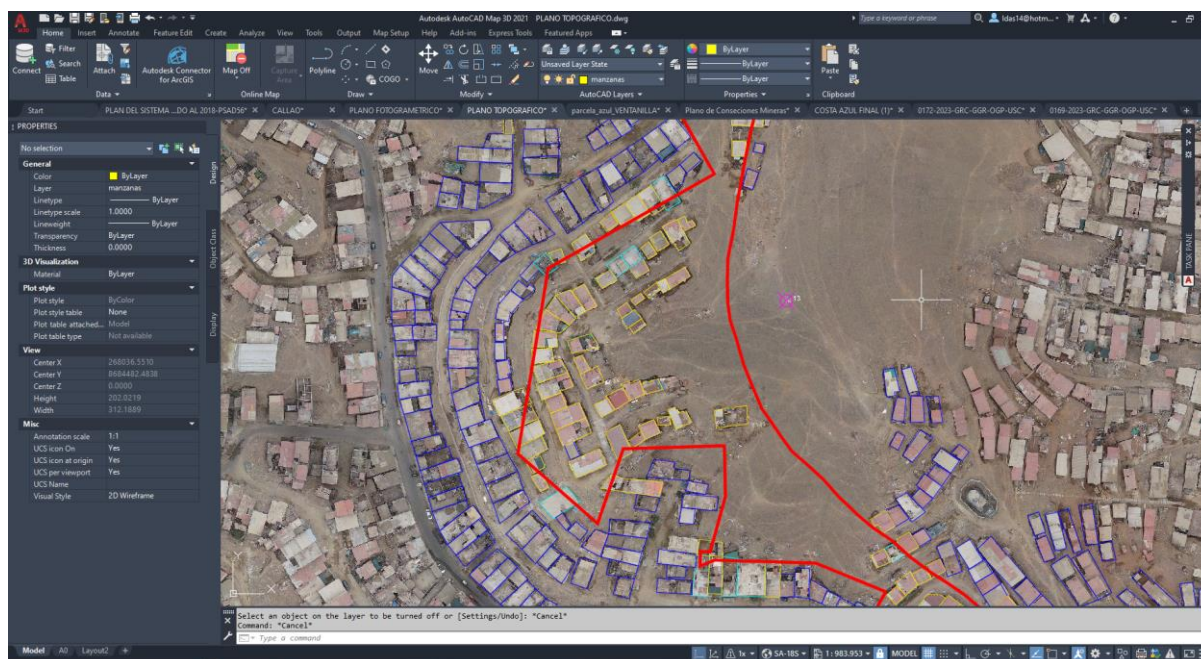 Autodesk AutoCAD Map 3D 2021 PLANO TOPOGRAFICO.dwg
Type a keyword or phrase
ldas14@hotm...
Home Insert Annotate Feature Edit Create Analyze View Tools Output Map Setup Help Add-ins Express Tools Featured Apps
Connect
Filter
Search
Table
Attach
Autodesk Connector for ArcGIS
Map Off
Capture Area
Polyline
COGO
Move
Unsaved Layer State
manzanas
ByLayer
ByLayer
ByLayer
Paste
Data
Online Map
Draw
Modify
AutoCAD Layers
Properties
Clipboard
Start
PLAN DEL SISTEMA ...DO AL 2018-PSAD56*
CALLAO*
PLANO FOTOGRAMETRICO*
PLANO TOPOGRAFICO*
parcela_azul_VENTANILLA*
Plano de Conseciones Mineras*
COSTA AZUL FINAL (1)*
0172-2023-GRC-GGR-OGP-USC*
0169-2023-GRC-GGR-OGP-USC*
PROPERTIES
No selection
General
Color ByLayer
Layer manzanas
Linetype ByLayer
Linetype scale 1.0000
Lineweight ByLayer
Transparency ByLayer
Thickness 0.0000
3D Visualization
Material ByLayer
Plot style
Plot style ByColor
Plot style table None
Plot table attached... Model
Plot table type Not available
View
Center X 268036.5510
Center Y 8684482.4838
Center Z 0.0000
Height 202.0219
Width 312.1689
Misc
Annotation scale 1:1
UCS icon On Yes
UCS icon at origin Yes
UCS per viewport Yes
UCS Name
Visual Style 2D Wireframe
Design
Object Class
Display
TASK PANE
Y
X
Select an object on the layer to be turned off or [Settings/Undo]: *Cancel*
Command: *Cancel*
Type a command
Model A0 Layout2 +
1x SA-18S 1:983.953 MODEL